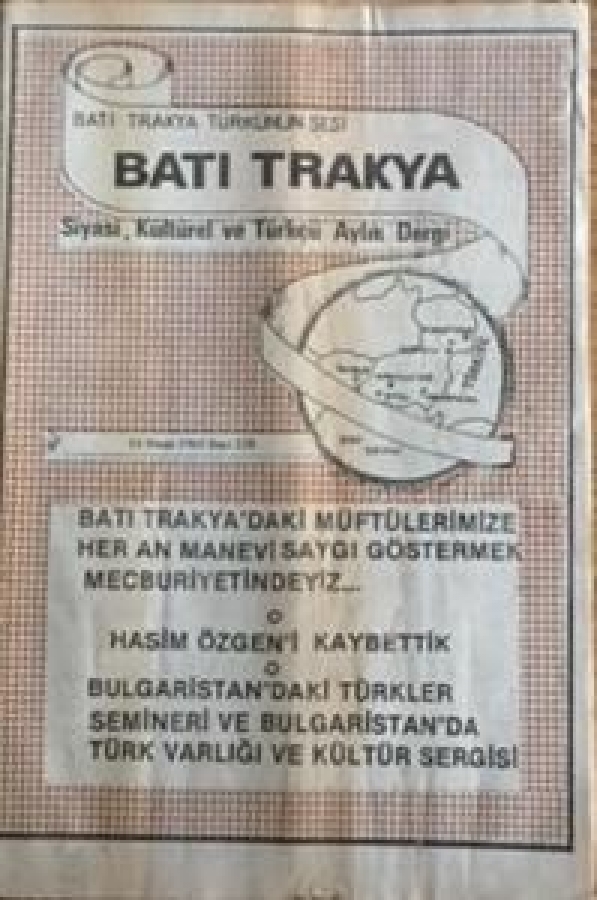 BATI TRAKYA TÜRKÜNÜN SESİ
BATI TRAKYA
Siyasi, Kültürel ve Türkçü Aylık Dergi
BATI TRAKYA'DAKİ MÜFTÜLERİMİZE
HER AN MANEVİ SAYGI GÖSTERMEK
MECBURİYETİNDEYİZ...
HASİM ÖZGEN'İ KAYBETTİK
BULGARİSTAN'DAKİ TÜRKLER
SEMİNERİ VE BULGARİSTAN'DA
TÜRK VARLIĞI VE KÜLTÜR SERGİSİ